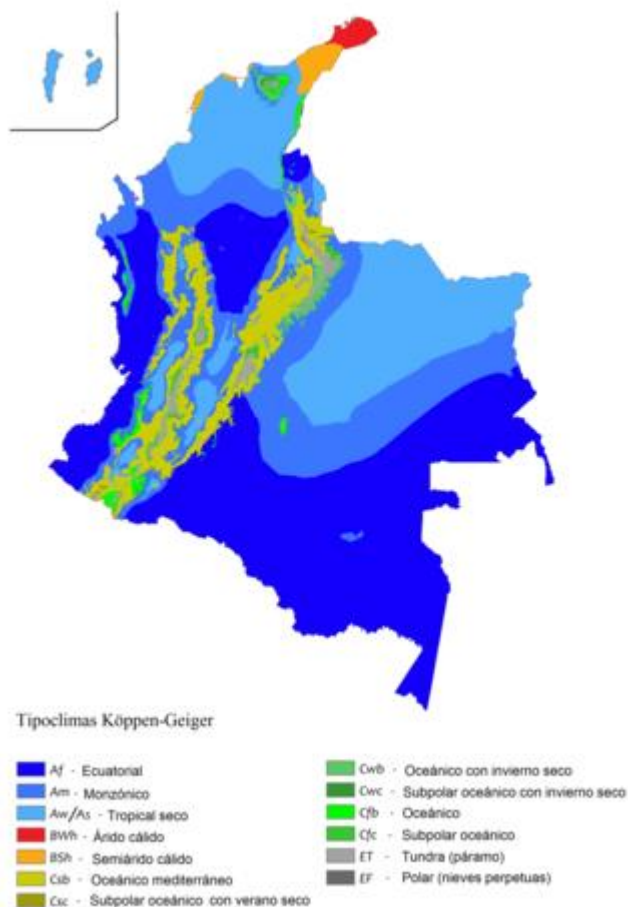 Tipoclimas Köppen-Geiger
Af - Ecuatorial
Am - Monzónico
Aw/As - Tropical seco
BWh - Árido cálido
BSh - Semiárido cálido
Csb - Oceánico mediterráneo
Csc - Subpolar oceánico con verano seco
Cwb - Oceánico con invierno seco
Cwc - Subpolar oceánico con invierno seco
Cfb - Oceánico
Cfc - Subpolar oceánico
ET - Tundra (páramo)
EF - Polar (nieves perpetuas)